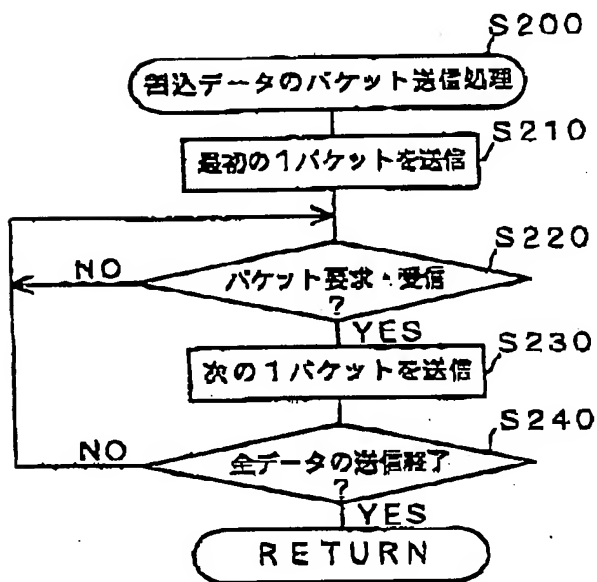 S200
書込データのパケット送信処理
S210
最初の1パケットを送信
S220
パケット要求・受信
?
NO
YES
S230
次の1パケットを送信
S240
全データの送信終了
?
NO
YES
RETURN